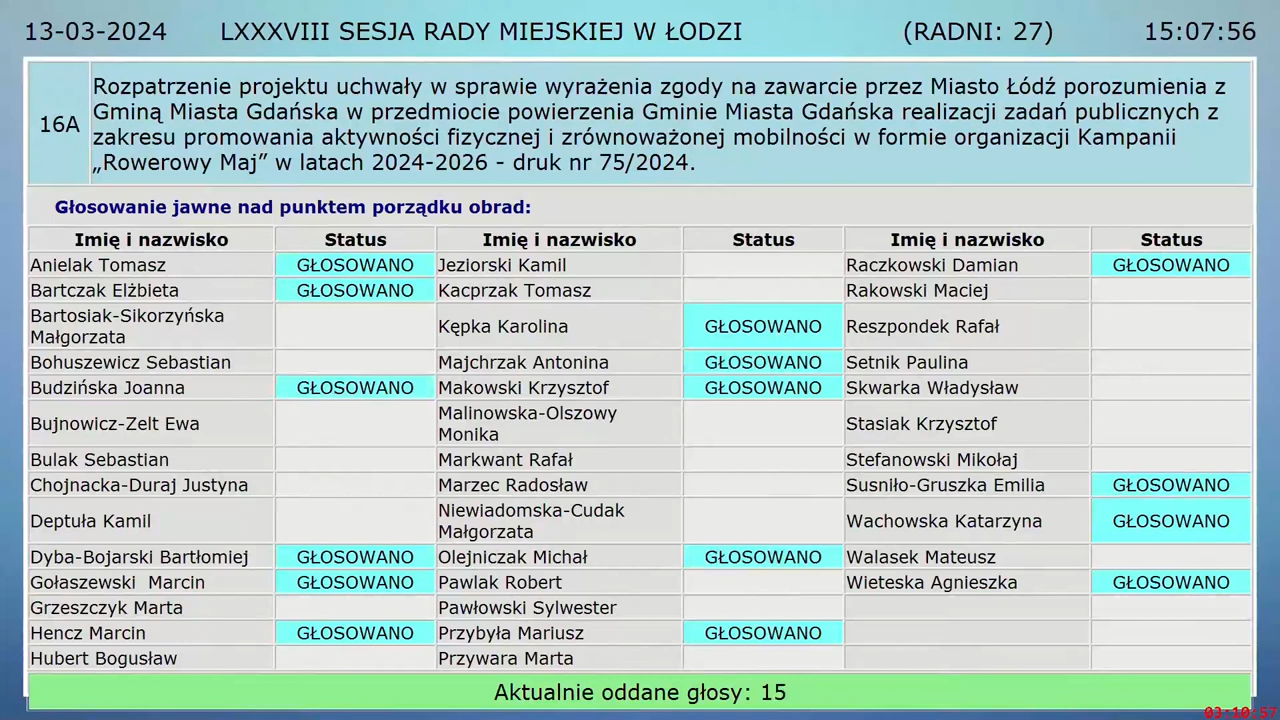 13-03-2024 LXXXVIII SESJA RADY MIEJSKIEJ W ŁODZI (RADNI: 27) 15:07:56
16A
Rozpatrzenie projektu uchwały w sprawie wyrażenia zgody na zawarcie przez Miasto Łódź porozumienia z
Gminą Miasta Gdańska w przedmiocie powierzenia Gminie Miasta Gdańska realizacji zadań publicznych z
zakresu promowania aktywności fizycznej i zrównoważonej mobilności w formie organizacji Kampanii
„Rowerowy Maj” w latach 2024-2026 - druk nr 75/2024.
Głosowanie jawne nad punktem porządku obrad:
Imię i nazwisko Status Imię i nazwisko Status Imię i nazwisko Status
Anielak Tomasz GŁOSOWANO Jeziorski Kamil Raczkowski Damian GŁOSOWANO
Bartczak Elżbieta GŁOSOWANO Kacprzak Tomasz Rakowski Maciej
Bartosiak-Sikorzyńska
Małgorzata Kępka Karolina GŁOSOWANO Reszpondek Rafał
Bohuszewicz Sebastian Majchrzak Antonina GŁOSOWANO Setnik Paulina
Budzińska Joanna GŁOSOWANO Makowski Krzysztof GŁOSOWANO Skwarka Władysław
Bujnowicz-Zelt Ewa Malinowska-Olszowy
Monika Stasiak Krzysztof
Bulak Sebastian Markwant Rafał Stefanowski Mikołaj
Chojnacka-Duraj Justyna Marzec Radosław Susniło-Gruszka Emilia GŁOSOWANO
Deptuła Kamil Niewiadomska-Cudak
Małgorzata Wachowska Katarzyna GŁOSOWANO
Dyba-Bojarski Bartłomiej GŁOSOWANO Olejniczak Michał GŁOSOWANO Walasek Mateusz
Gołaszewski Marcin GŁOSOWANO Pawlak Robert Wieteska Agnieszka GŁOSOWANO
Grzeszczyk Marta Pawłowski Sylwester
Hencz Marcin GŁOSOWANO Przybyła Mariusz GŁOSOWANO
Hubert Bogusław Przywara Marta
Aktualnie oddane głosy: 15
03:10:57